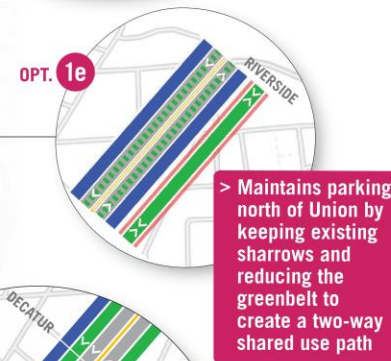 OPT. 1e
RIVERSIDE
> Maintains parking
north of Union by
keeping existing
sharrows and
reducing the
greenbelt to
create a two-way
shared use path
DECATUR